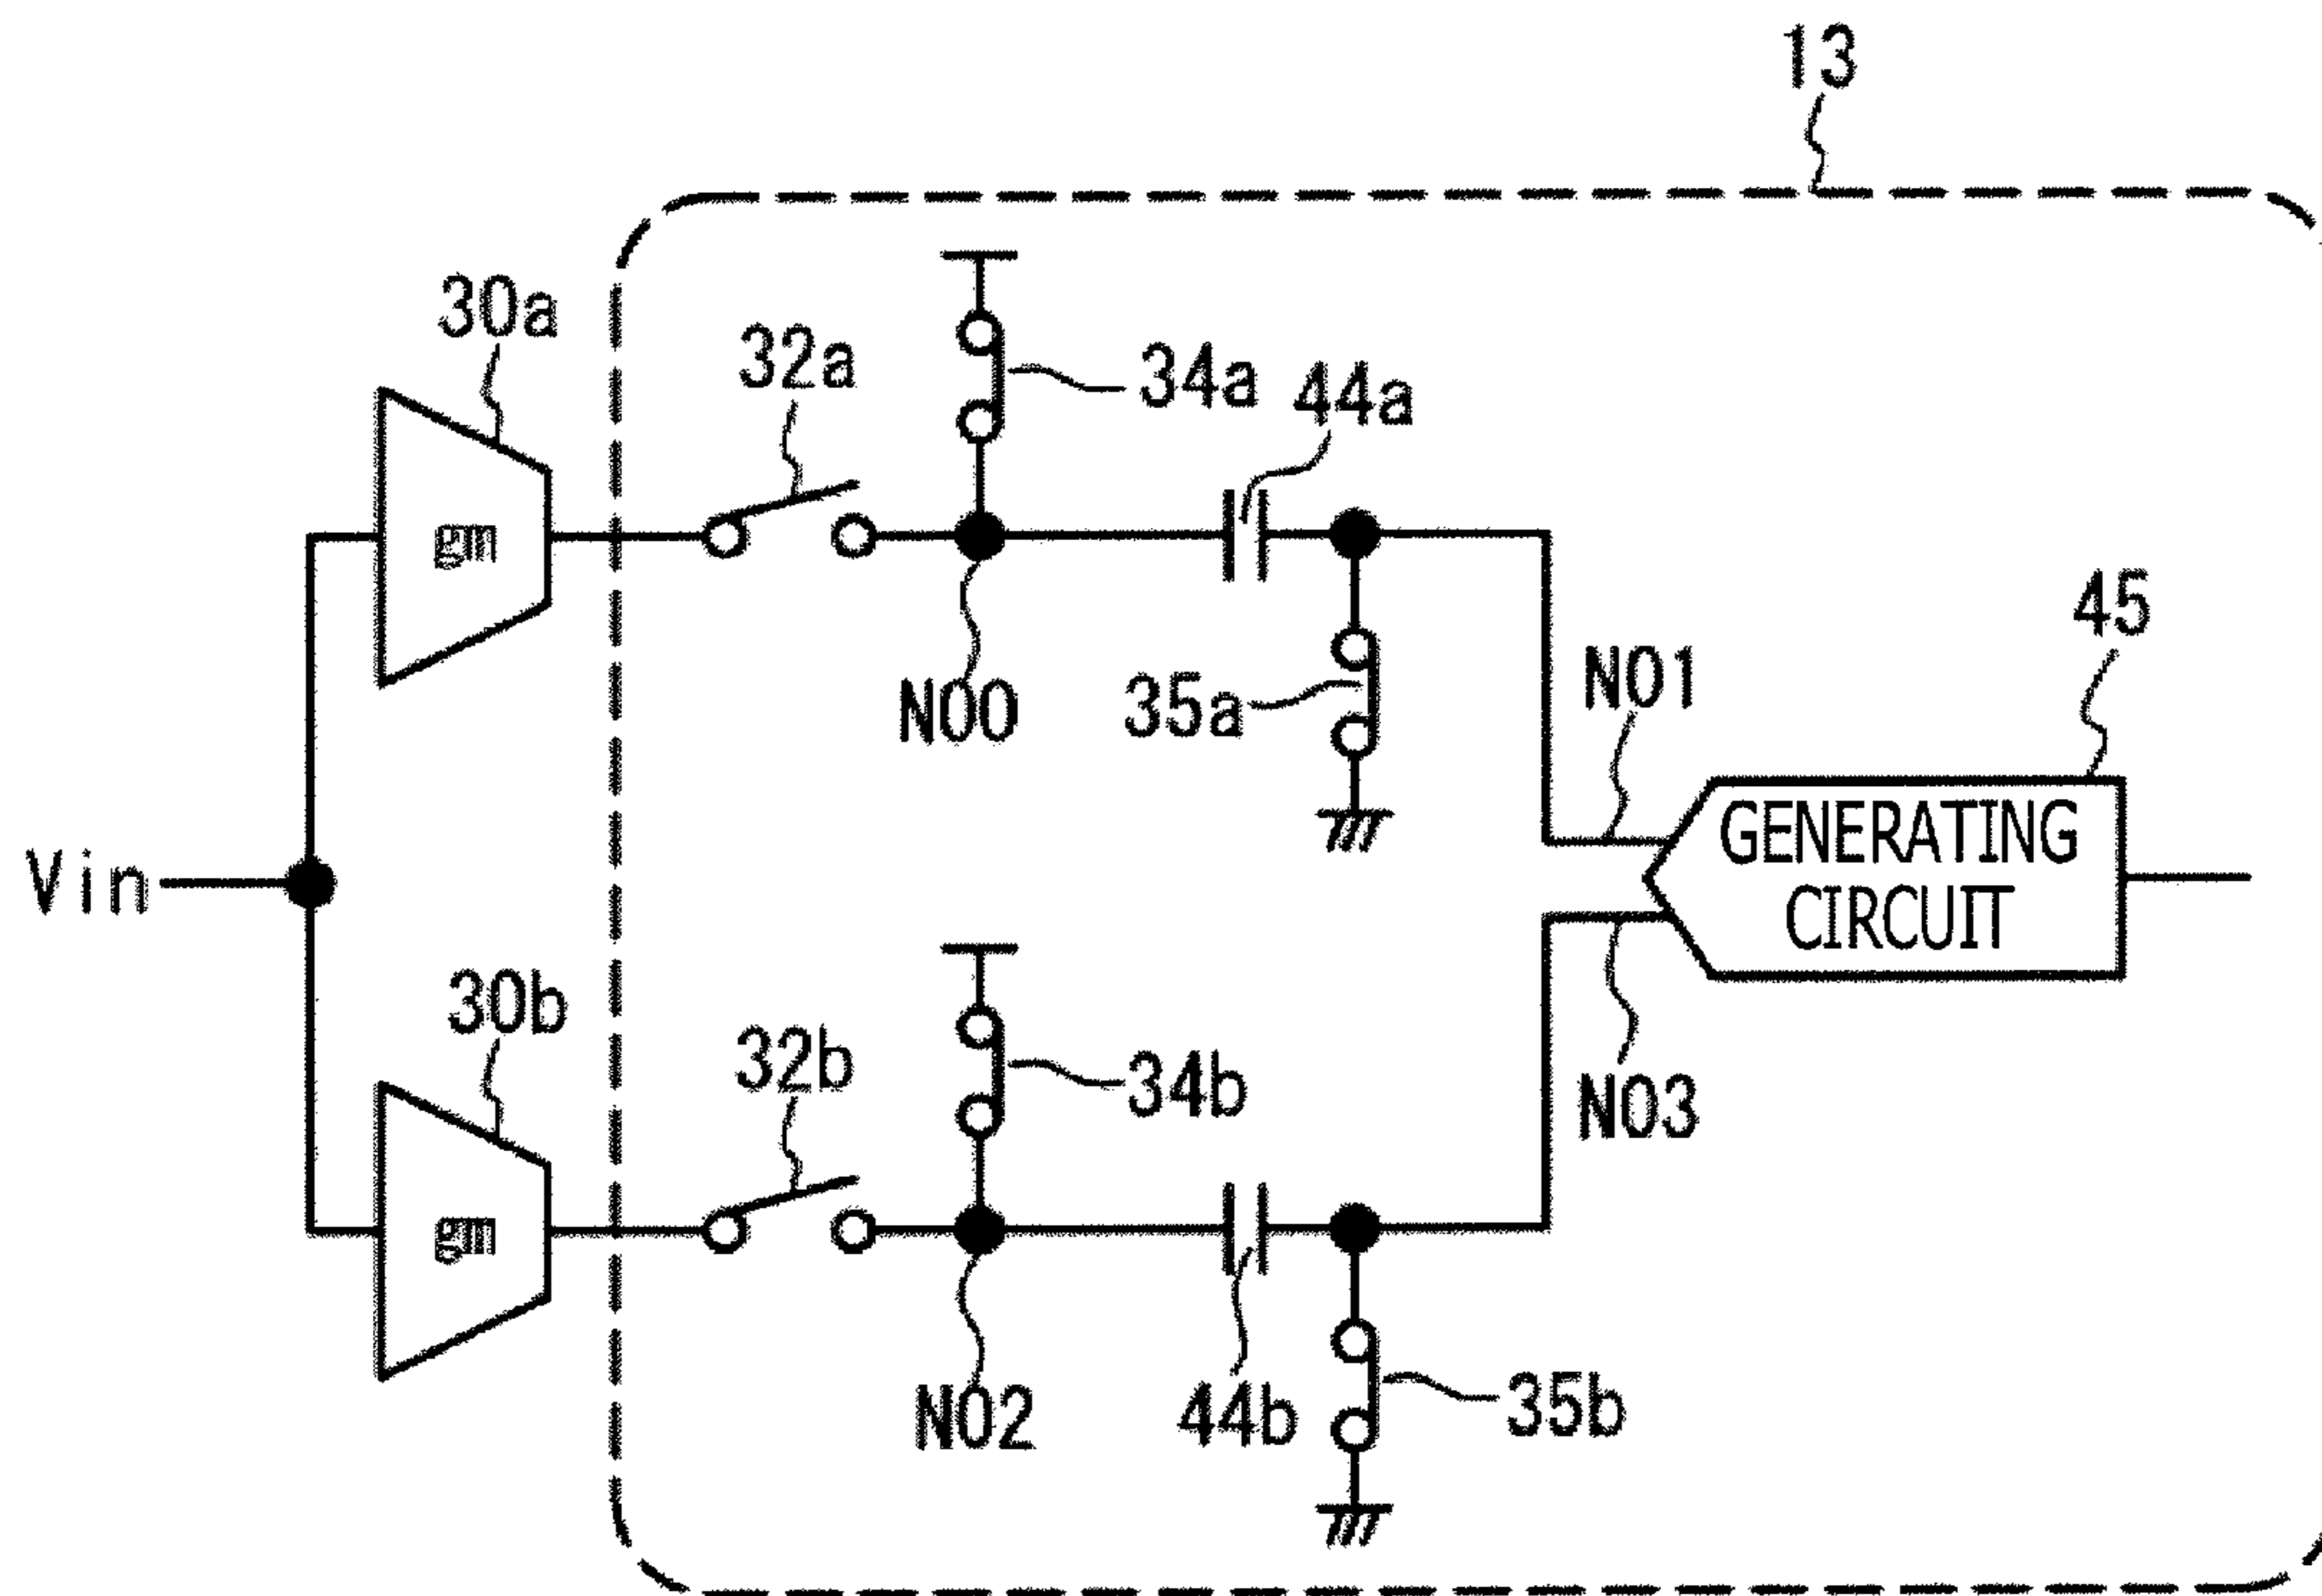 13
30a
32a
34a
44a
gm
N00
35a
N01
45
GENERATING
CIRCUIT
Vin
30b
32b
34b
N03
gm
N02
44b
35b